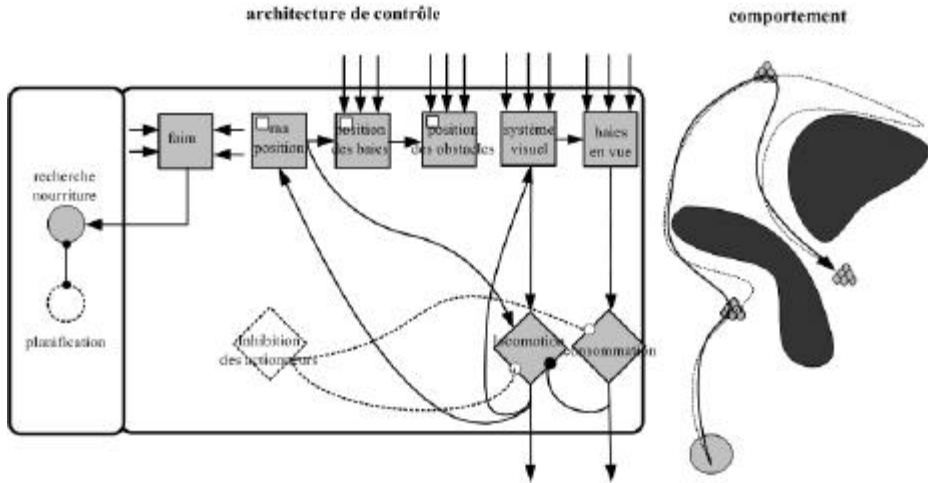 architecture de contrôle
comportement
faim
ma
position
position
des baies
position
des obstacles
système
visuel
baies
en vue
recherche
nourriture
planification
Inhibition
des actionneurs
locomotion
consommation